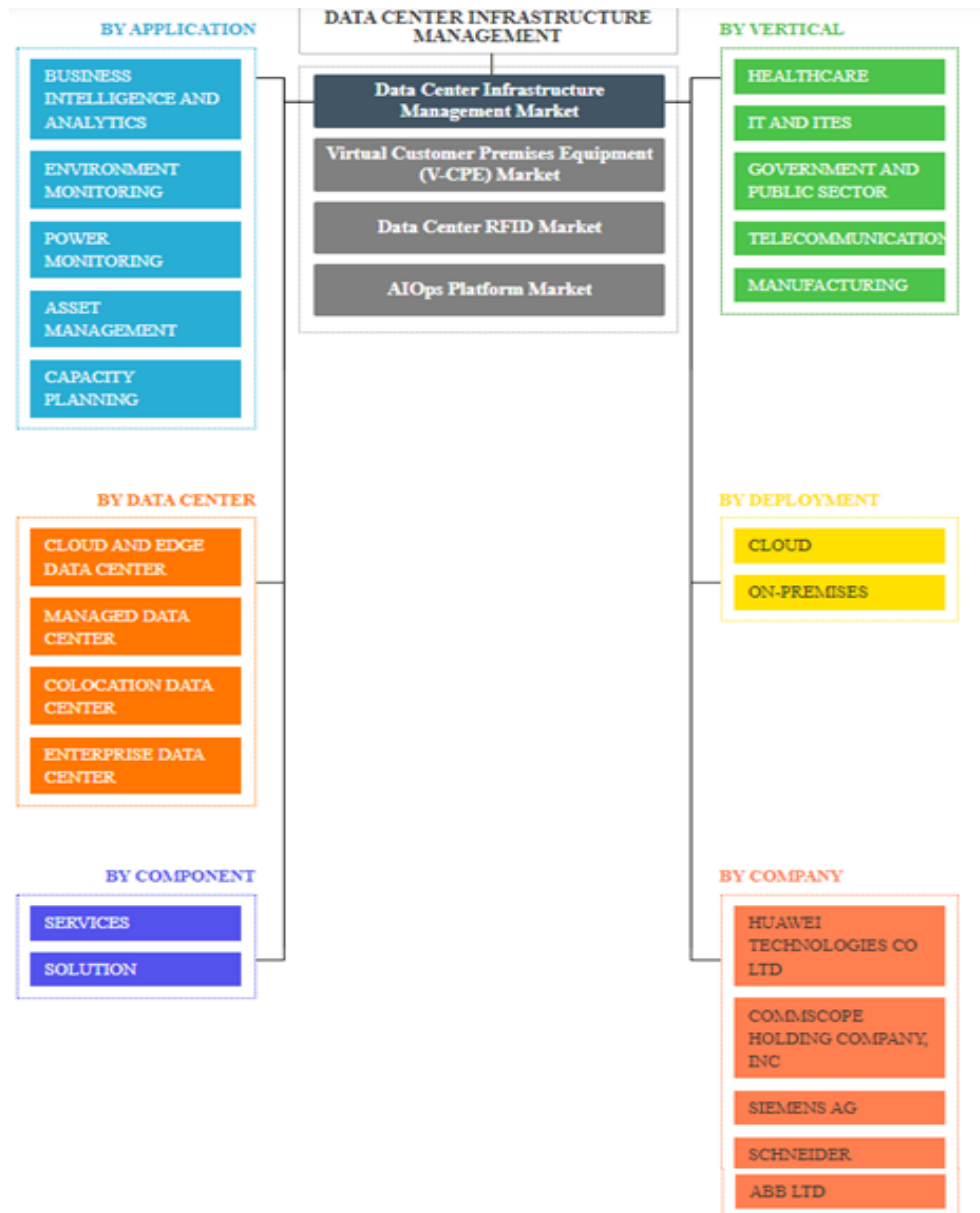 DATA CENTER INFRASTRUCTURE
MANAGEMENT
BY APPLICATION
BUSINESS
INTELLIGENCE AND
ANALYTICS
ENVIRONMENT
MONITORING
POWER
MONITORING
ASSET
MANAGEMENT
CAPACITY
PLANNING
Data Center Infrastructure
Management Market
Virtual Customer Premises Equipment
(V-CPE) Market
Data Center RFID Market
AIOps Platform Market
BY VERTICAL
HEALTHCARE
IT AND ITES
GOVERNMENT AND
PUBLIC SECTOR
TELECOMMUNICATION
MANUFACTURING
BY DATA CENTER
CLOUD AND EDGE
DATA CENTER
MANAGED DATA
CENTER
COLOCATION DATA
CENTER
ENTERPRISE DATA
CENTER
BY DEPLOYMENT
CLOUD
ON-PREMISES
BY COMPONENT
SERVICES
SOLUTION
BY COMPANY
HUAWEI
TECHNOLOGIES CO
LTD
COMMSCOPE
HOLDING COMPANY,
INC
SIEMENS AG
SCHNEIDER
ABB LTD